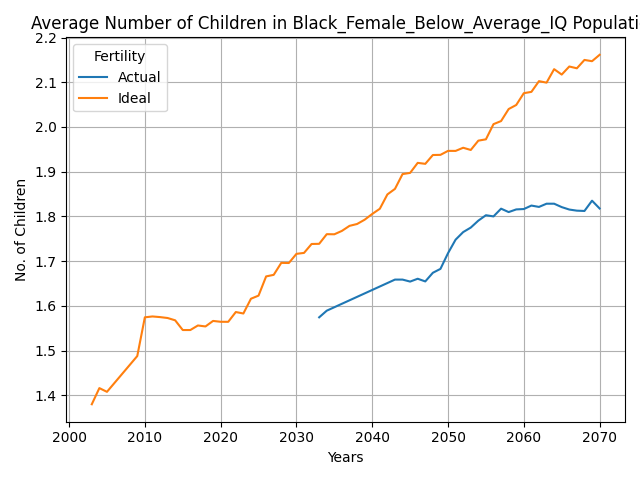 Average Number of Children in Black_Female_Below_Average_IQ Populati
Fertility
Actual
Ideal
No. of Children
2.2
2.1
2.0
1.9
1.8
1.7
1.6
1.5
1.4
2000 2010 2020 2030 2040 2050 2060 2070
Years